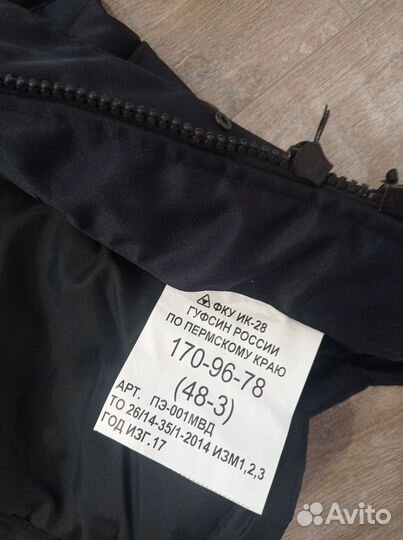 ФКУ ИК-28
ГУФСИН РОССИИ
ПО ПЕРМСКОМУ КРАЮ
170-96-78
(48-3)
АРТ. ПЭ-001МВД
ТО 26/14-35/1-2014 ИЗМ1,2,3
ГОД ИЗГ.17
Avito